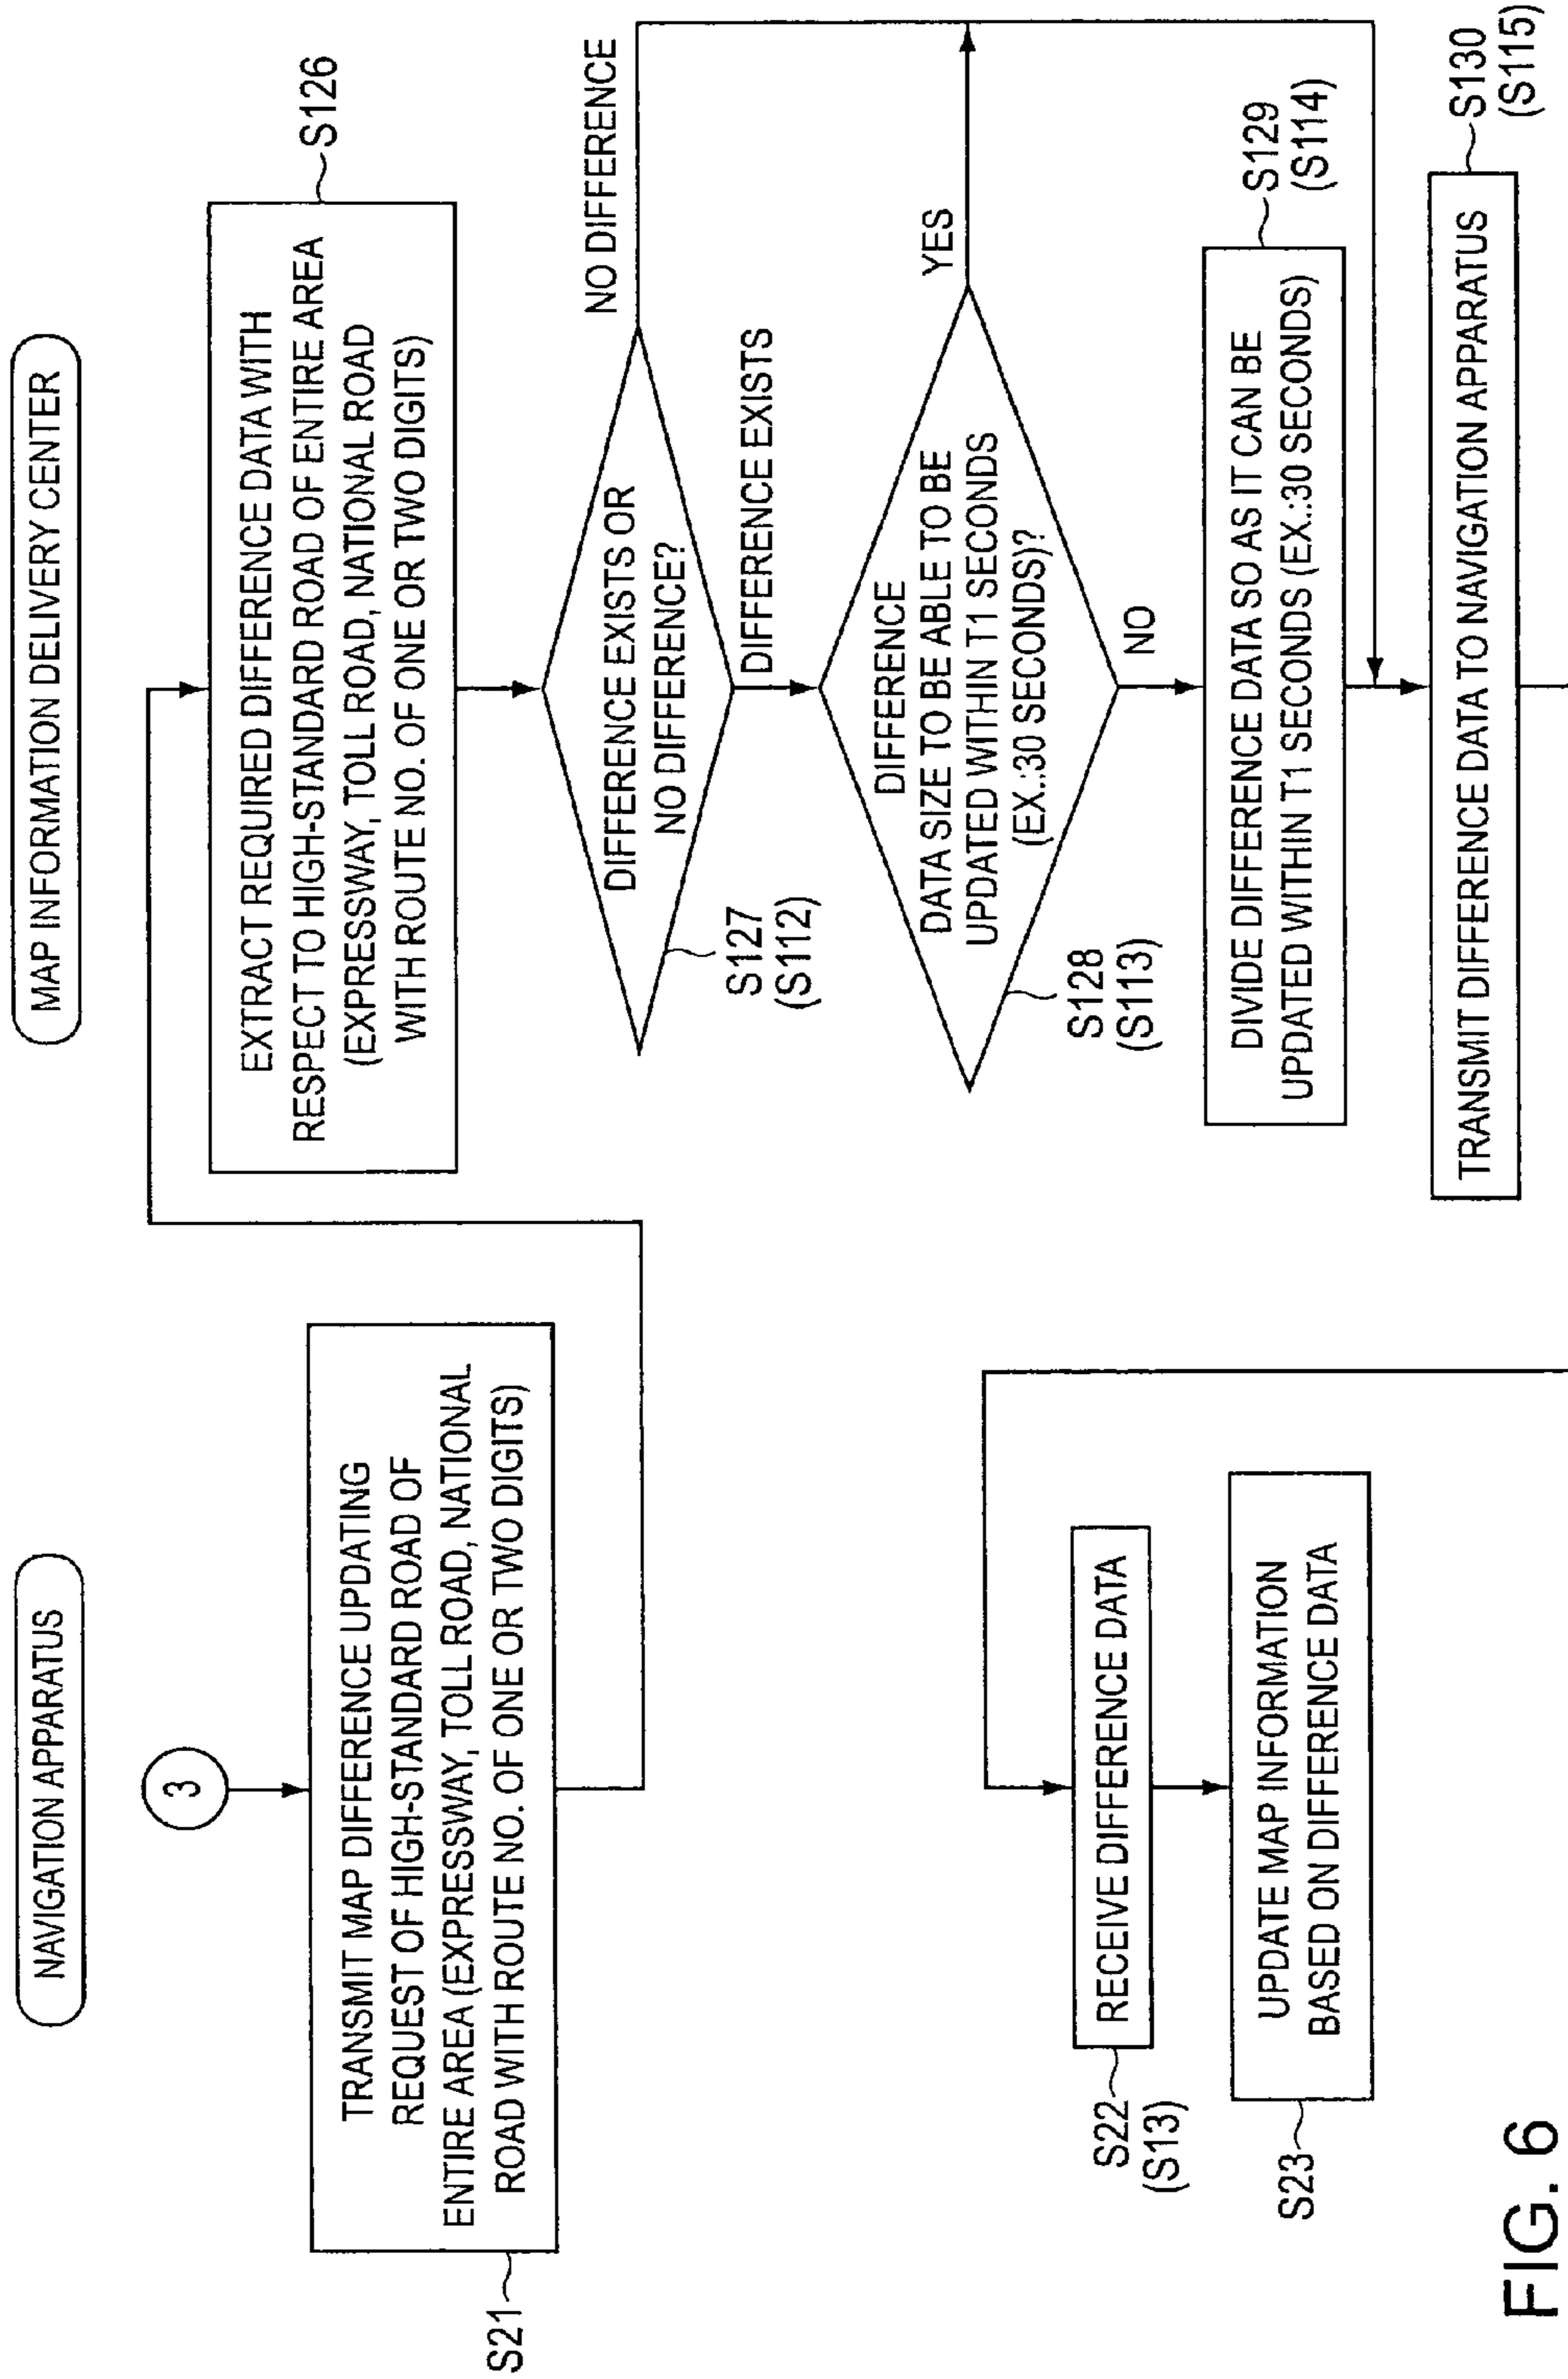 NAVIGATION APPARATUS
3
S21
TRANSMIT MAP DIFFERENCE UPDATING
REQUEST OF HIGH-STANDARD ROAD OF
ENTIRE AREA (EXPRESSWAY, TOLL ROAD, NATIONAL
ROAD WITH ROUTE NO. OF ONE OR TWO DIGITS)
S22
(S13)
RECEIVE DIFFERENCE DATA
S23
UPDATE MAP INFORMATION
BASED ON DIFFERENCE DATA
MAP INFORMATION DELIVERY CENTER
EXTRACT REQUIRED DIFFERENCE DATA WITH
RESPECT TO HIGH-STANDARD ROAD OF ENTIRE AREA
(EXPRESSWAY, TOLL ROAD, NATIONAL ROAD
WITH ROUTE NO. OF ONE OR TWO DIGITS)
S126
DIFFERENCE EXISTS OR
NO DIFFERENCE?
S127
(S112)
NO DIFFERENCE
DIFFERENCE EXISTS
DIFFERENCE
DATA SIZE TO BE ABLE TO BE
UPDATED WITHIN T1 SECONDS
(EX.:30 SECONDS)?
S128
(S113)
YES
NO
DIVIDE DIFFERENCE DATA SO AS IT CAN BE
UPDATED WITHIN T1 SECONDS (EX.:30 SECONDS)
S129
(S114)
TRANSMIT DIFFERENCE DATA TO NAVIGATION APPARATUS
S130
(S115)
FIG. 6